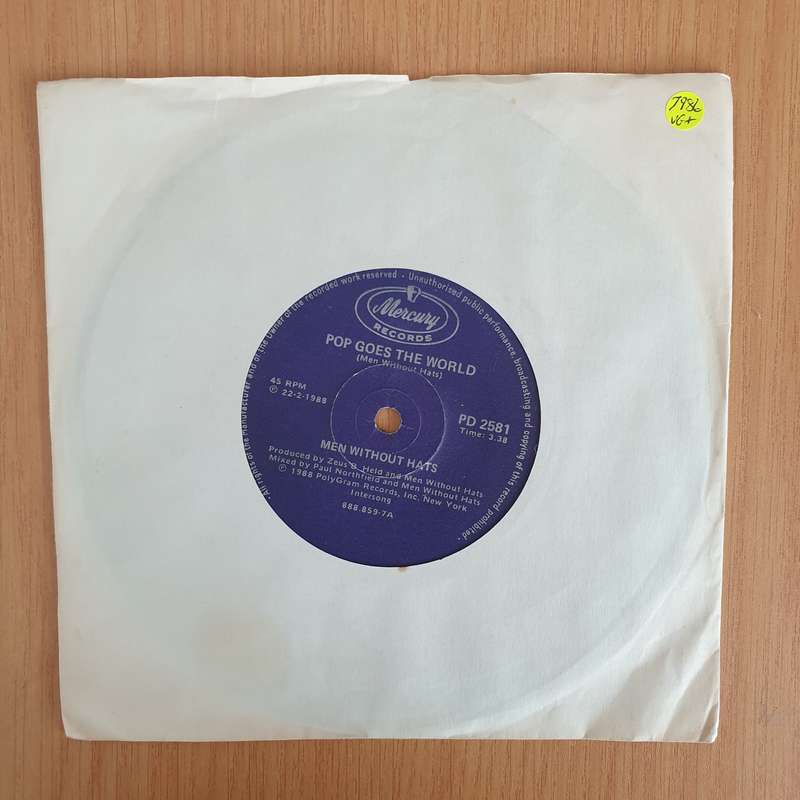 7986
VG+
· All rights of the manufacturer and of the owner of the recorded work reserved · Unauthorised public performance, broadcasting and copying of this record prohibited ·
Mercury
RECORDS
POP GOES THE WORLD
(Men Without Hats)
45 RPM
℗ 22-2-1988
PD 2581
Time: 3.38
MEN WITHOUT HATS
Produced by Zeus B. Held and Men Without Hats
Mixed by Paul Northfield and Men Without Hats
℗ 1988 PolyGram Records, Inc. New York
Intersong
888.859-7A